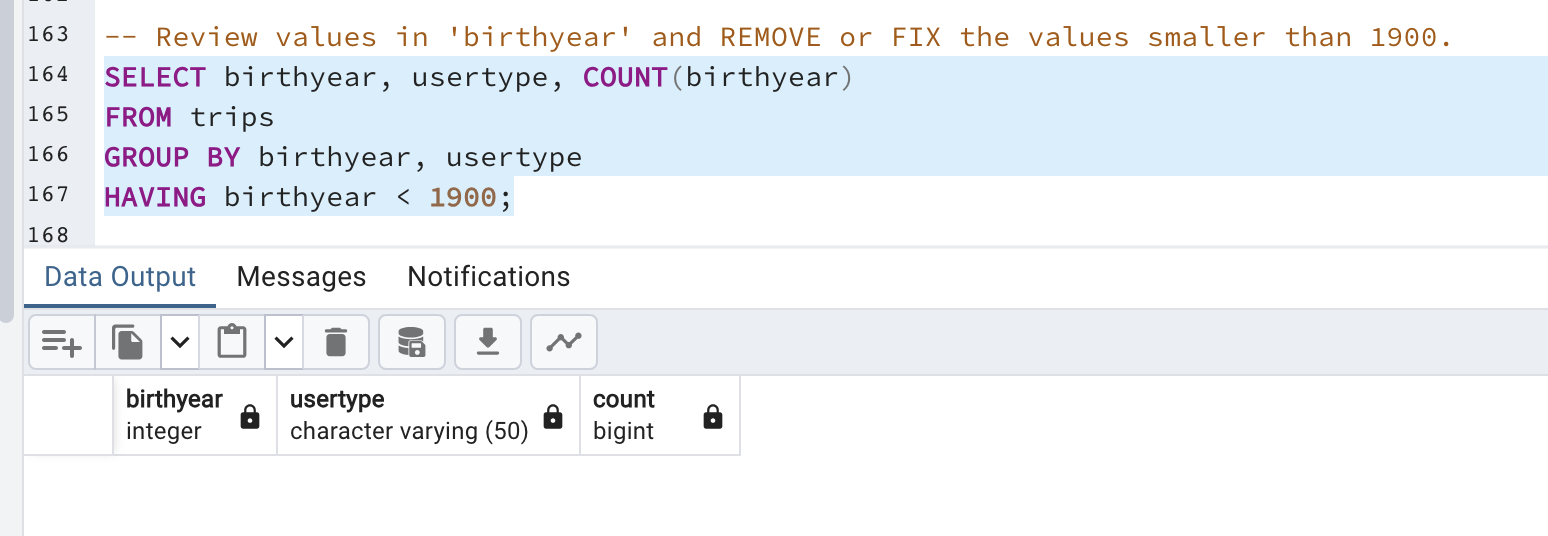 163 -- Review values in 'birthyear' and REMOVE or FIX the values smaller than 1900.
164 SELECT birthyear, usertype, COUNT(birthyear)
165 FROM trips
166 GROUP BY birthyear, usertype
167 HAVING birthyear < 1900;
168
Data Output Messages Notifications
birthyear usertype count
integer character varying (50) bigint